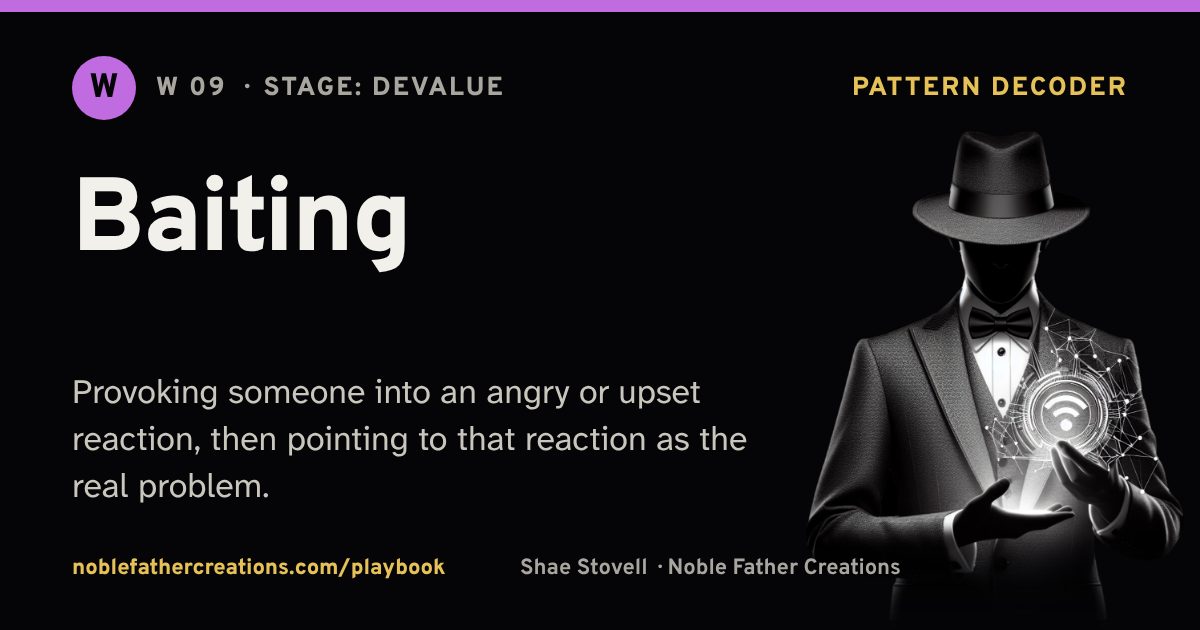 W
W 09 · STAGE: DEVALUE
PATTERN DECODER
Baiting
Provoking someone into an angry or upset
reaction, then pointing to that reaction as the
real problem.
noblefathercreations.com/playbook
Shae Stovell · Noble Father Creations